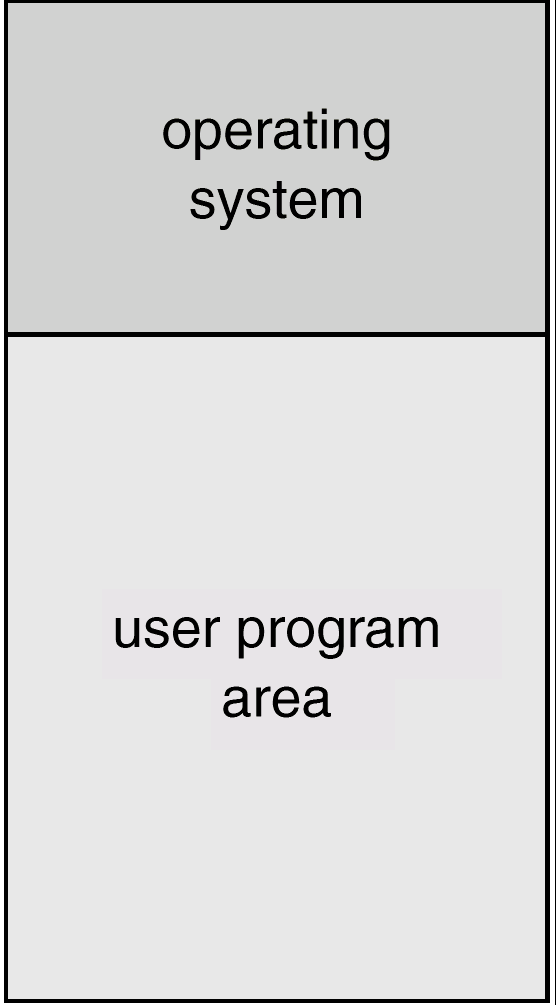 operating
system
user program
area